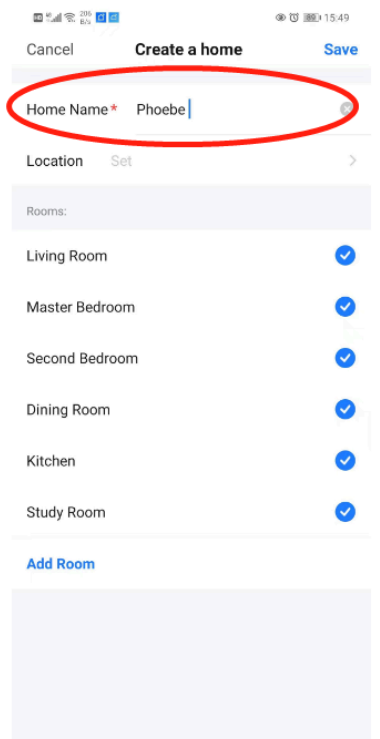 206 B/s 15:49
Cancel Create a home Save
Home Name* Phoebe
Location Set
Rooms:
Living Room
Master Bedroom
Second Bedroom
Dining Room
Kitchen
Study Room
Add Room